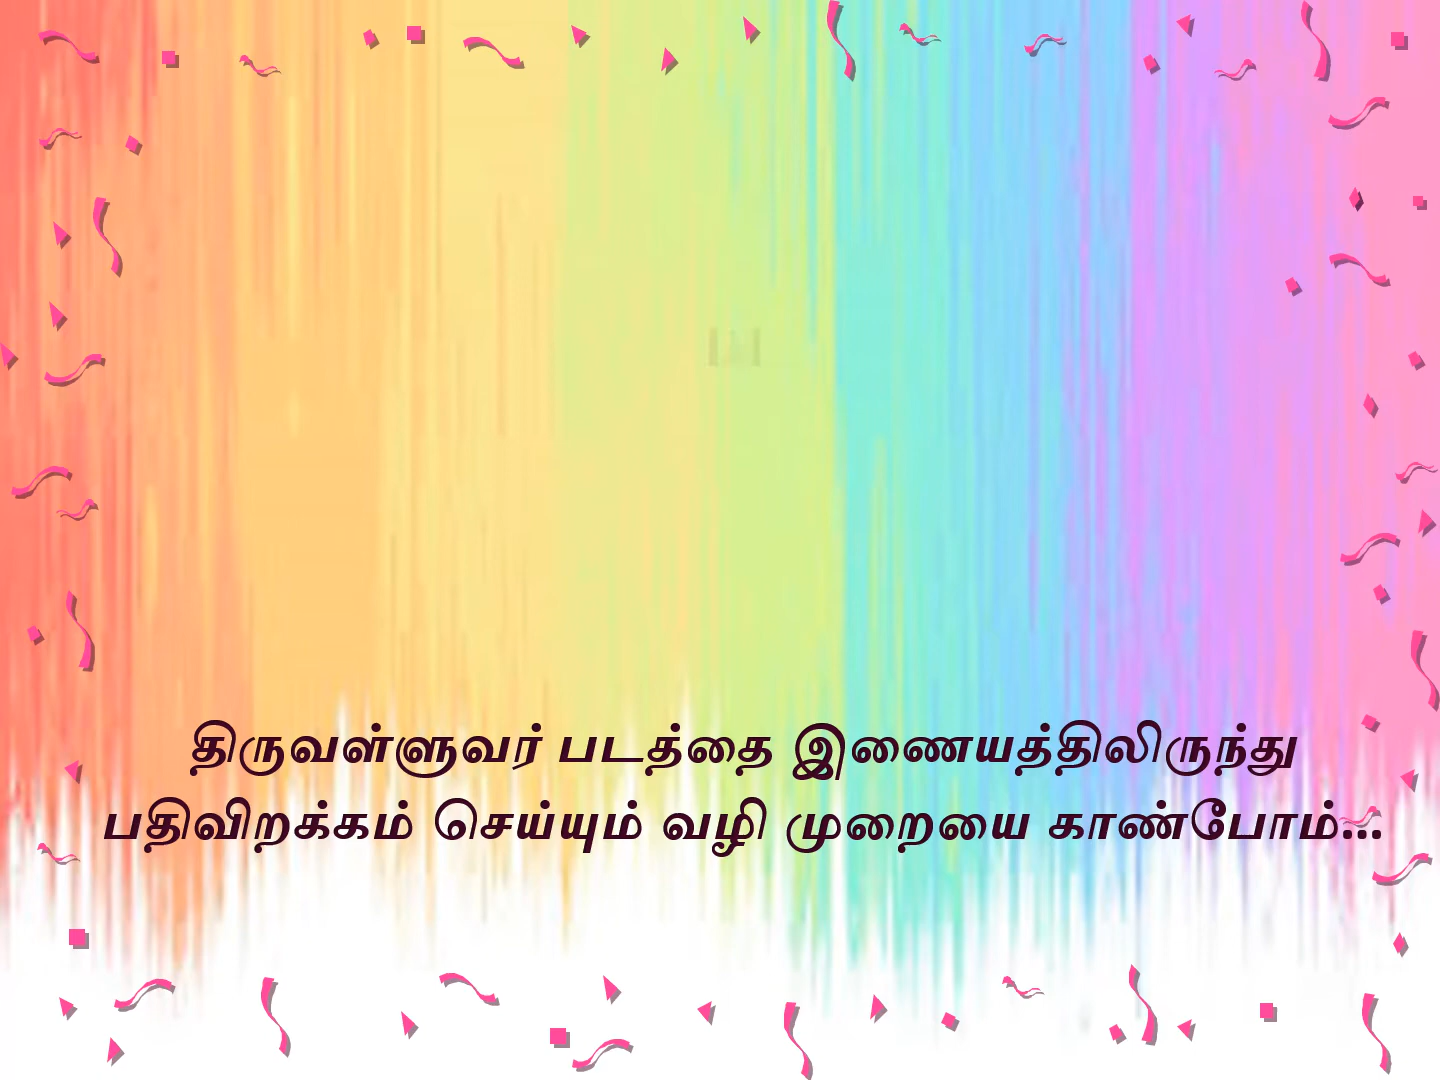 திருவள்ளுவர் படத்தை இணையத்திலிருந்து
பதிவிறக்கம் செய்யும் வழி முறையை காண்போம்...